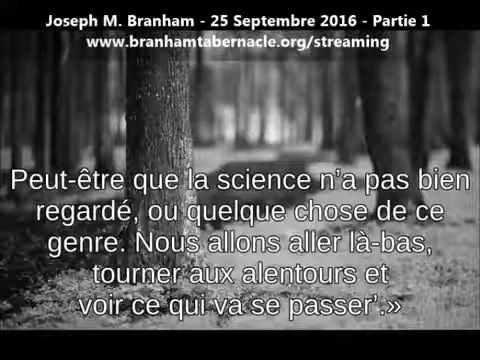 Joseph M. Branham - 25 Septembre 2016 - Partie 1
www.branhamtabernacle.org/streaming
Peut-être que la science n'a pas bien
regardé, ou quelque chose de ce
genre. Nous allons aller là-bas,
tourner aux alentours et
voir ce qui va se passer'.»